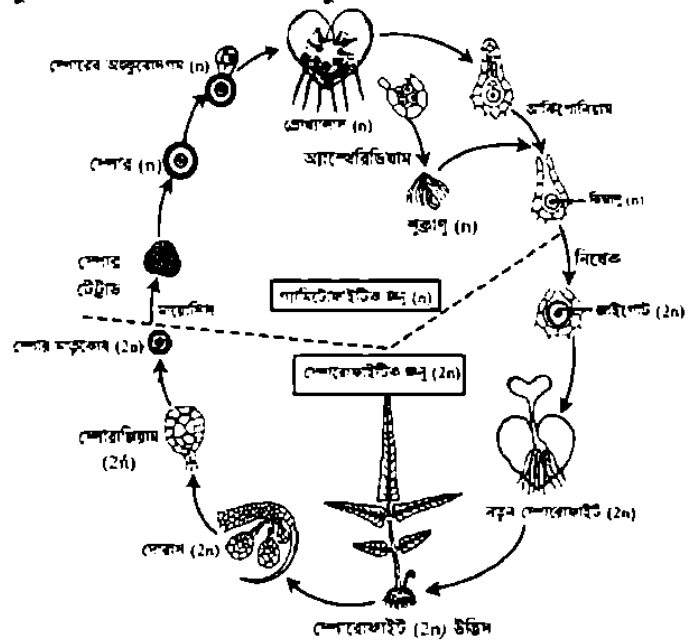 স্পোরের অঙ্কুরোদগম (n)
প্রোথ্যালাস (n)
আর্কিগোনিয়াম
স্পোর (n)
অ্যান্থেরিডিয়াম
শুক্রাণু (n)
ডিম্বাণু (n)
নিষেক
স্পোর
টেট্রাড
মায়োসিস
গ্যামিটোফাইটিক জনু (n)
জাইগোট (2n)
স্পোর মাতৃকোষ (2n)
স্পোরোফাইটিক জনু (2n)
স্পোরাঞ্জিয়াম
(2n)
সোরাস (2n)
নতুন স্পোরোফাইট (2n)
স্পোরোফাইট (2n) উদ্ভিদ